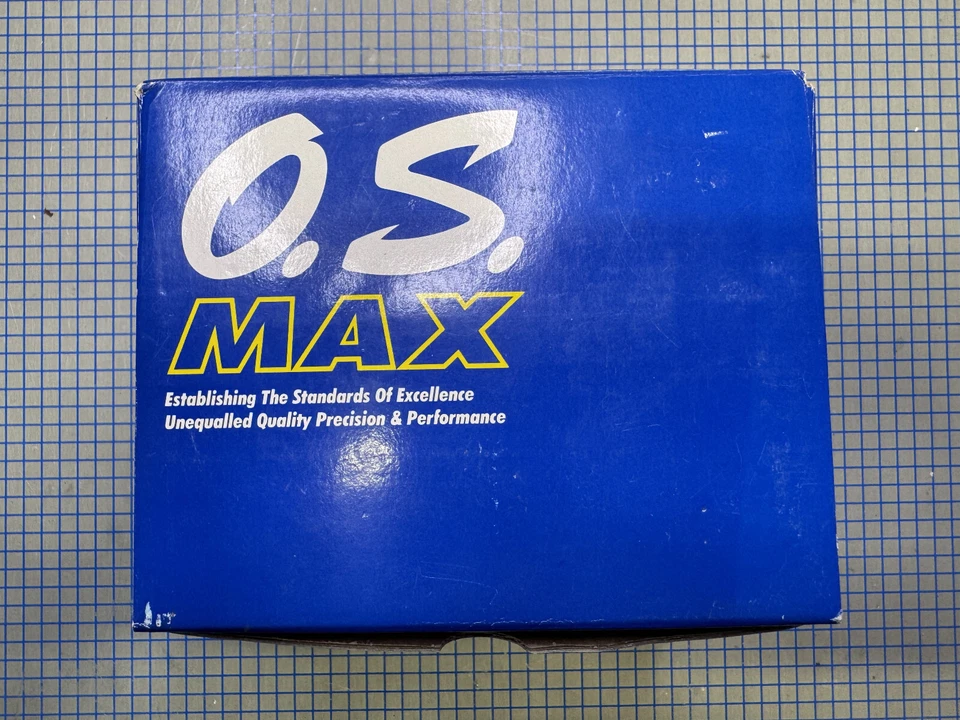 O.S.
MAX
Establishing The Standards Of Excellence
Unequalled Quality Precision & Performance